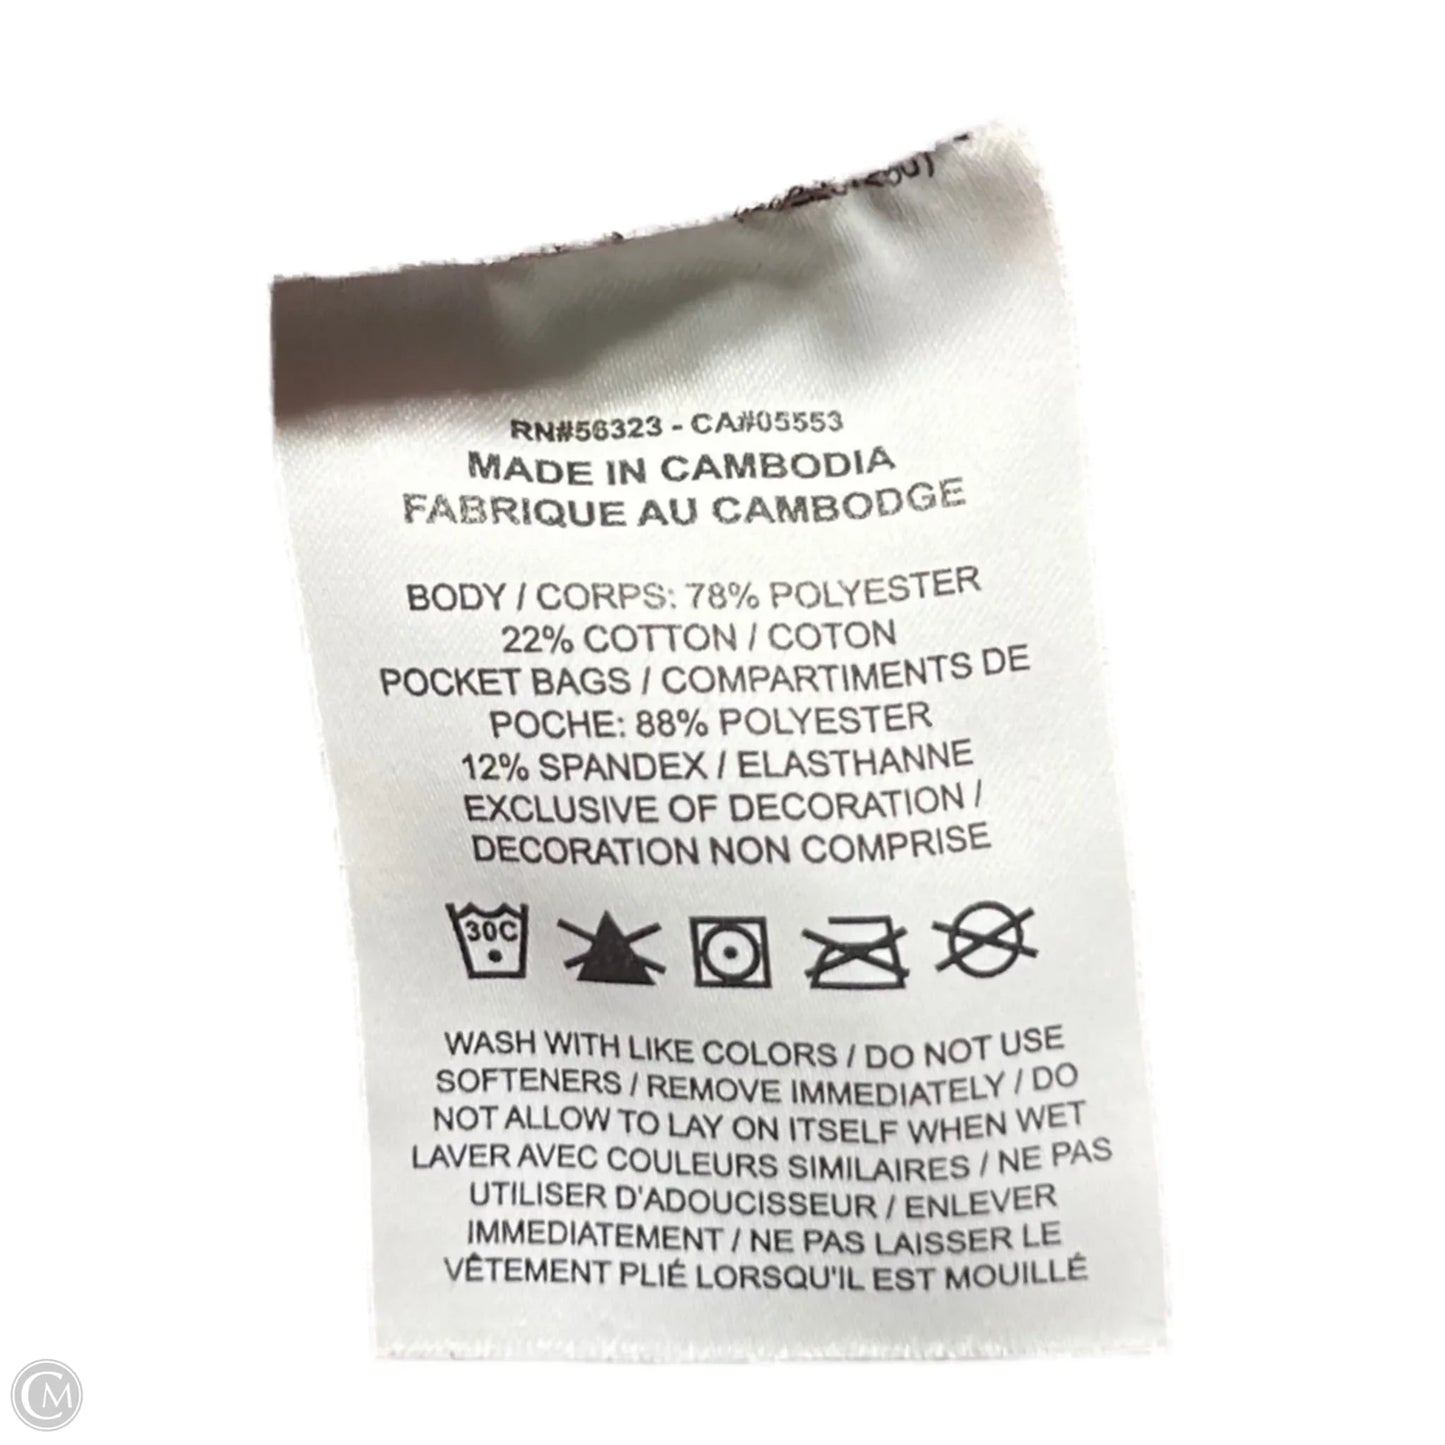 RN#56323 - CA#05553
MADE IN CAMBODIA
FABRIQUE AU CAMBODGE
BODY / CORPS: 78% POLYESTER
22% COTTON / COTON
POCKET BAGS / COMPARTIMENTS DE
POCHE: 88% POLYESTER
12% SPANDEX / ELASTHANNE
EXCLUSIVE OF DECORATION /
DECORATION NON COMPRISE
30C
WASH WITH LIKE COLORS / DO NOT USE
SOFTENERS / REMOVE IMMEDIATELY / DO
NOT ALLOW TO LAY ON ITSELF WHEN WET
LAVER AVEC COULEURS SIMILAIRES / NE PAS
UTILISER D'ADOUCISSEUR / ENLEVER
IMMEDIATEMENT / NE PAS LAISSER LE
VÊTEMENT PLIÉ LORSQU'IL EST MOUILLÉ
CM